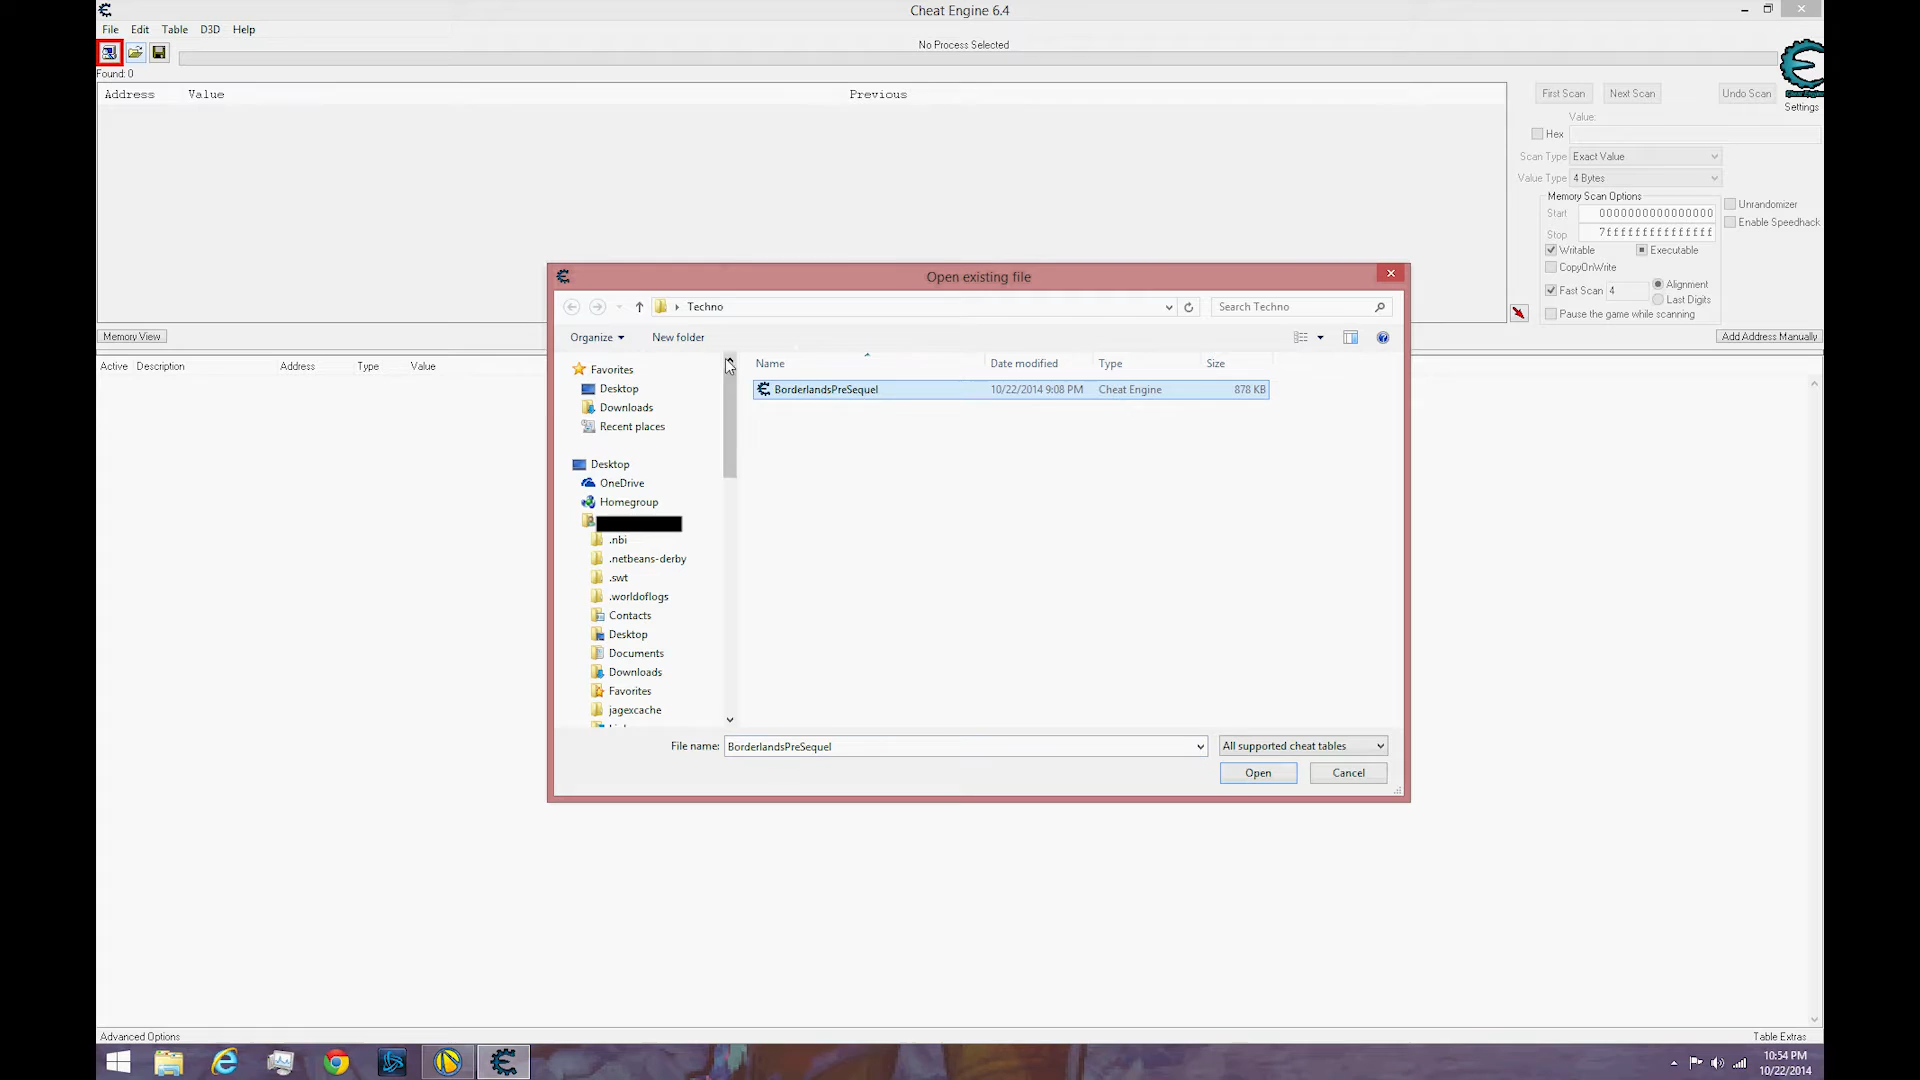 Cheat Engine 6.4
File Edit Table D3D Help
No Process Selected
Found: 0
Address Value Previous
First Scan Next Scan Undo Scan
Cheat Engine
Settings
Value:
Hex
Scan Type Exact Value
Value Type 4 Bytes
Memory Scan Options
Start 0000000000000000
Stop 7fffffffffffffff
Unrandomizer
Enable Speedhack
Writable Executable
CopyOnWrite
Fast Scan 4 Alignment
Last Digits
Pause the game while scanning
Memory View Add Address Manually
Active Description Address Type Value
Open existing file
Techno Search Techno
Organize New folder
Favorites
Desktop
Downloads
Recent places
Desktop
OneDrive
Homegroup
.nbi
.netbeans-derby
.swt
.worldoflogs
Contacts
Desktop
Documents
Downloads
Favorites
jagexcache
Name Date modified Type Size
BorderlandsPreSequel 10/22/2014 9:08 PM Cheat Engine 878 KB
File name: BorderlandsPreSequel All supported cheat tables
Open Cancel
Advanced Options Table Extras
10:54 PM
10/22/2014